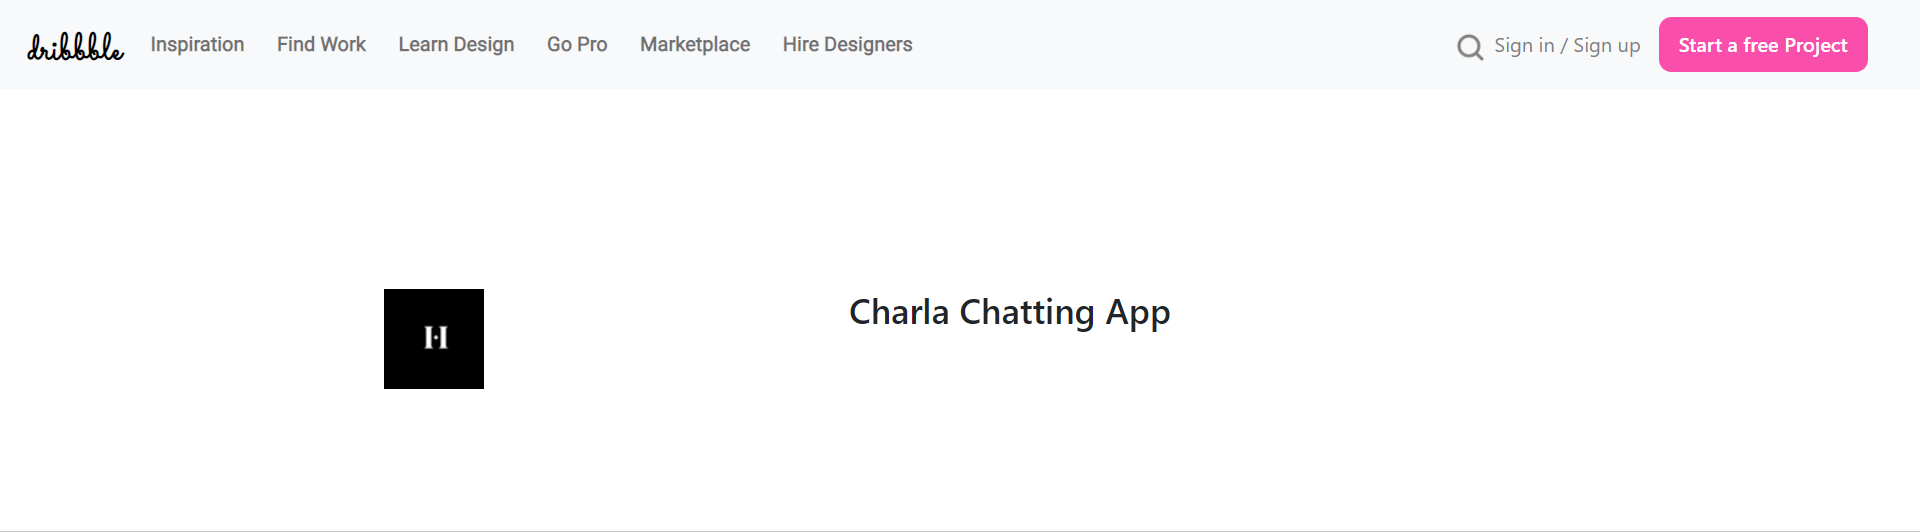 dribbble Inspiration Find Work Learn Design Go Pro Marketplace Hire Designers Sign in / Sign up Start a free Project
H
Charla Chatting App